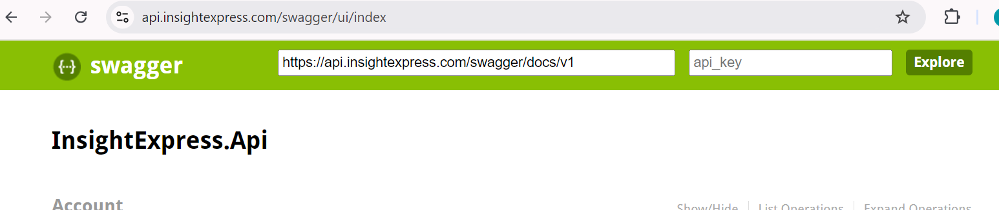 api.insightexpress.com/swagger/ui/index
{···} swagger https://api.insightexpress.com/swagger/docs/v1 api_key Explore
InsightExpress.Api
Account Show/Hide List Operations Expand Operations